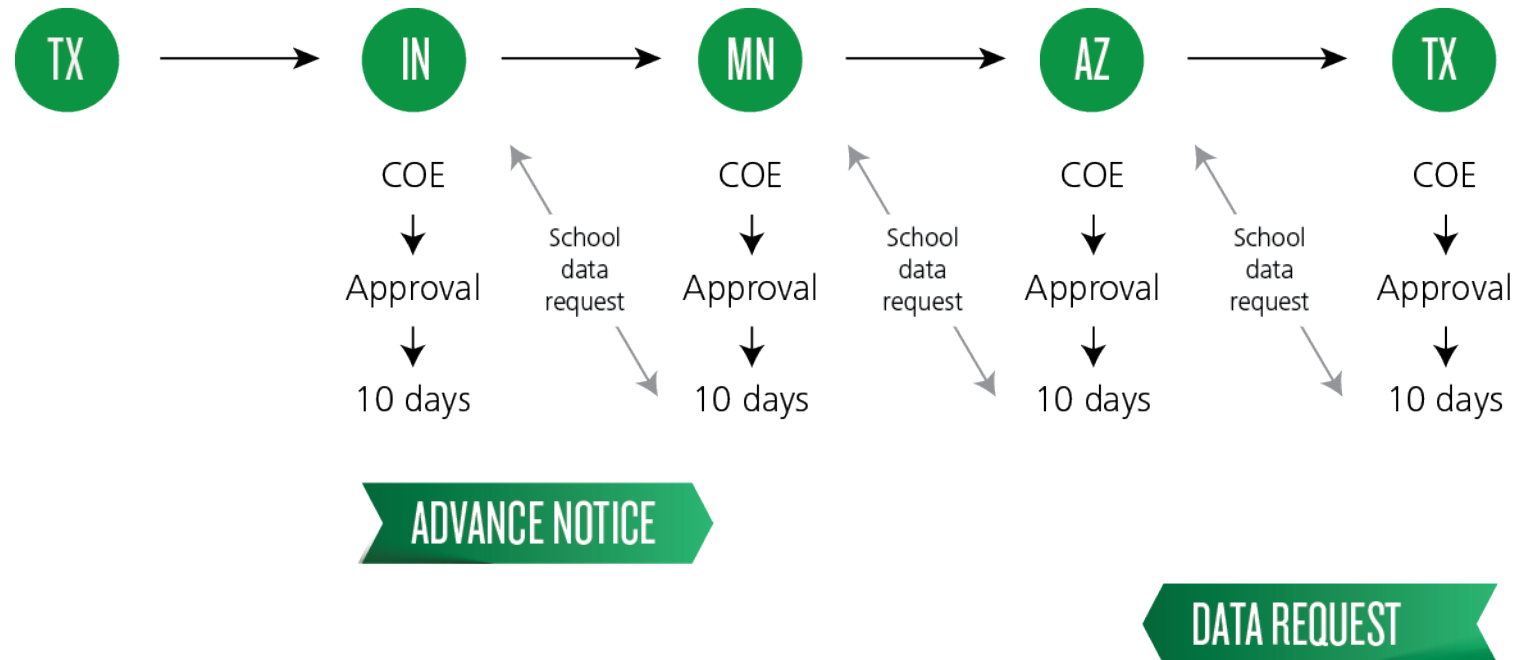 TX
IN
MN
AZ
TX
COE
COE
COE
COE
School
data
request
School
data
request
School
data
request
Approval
Approval
Approval
Approval
10 days
10 days
10 days
10 days
ADVANCE NOTICE
DATA REQUEST